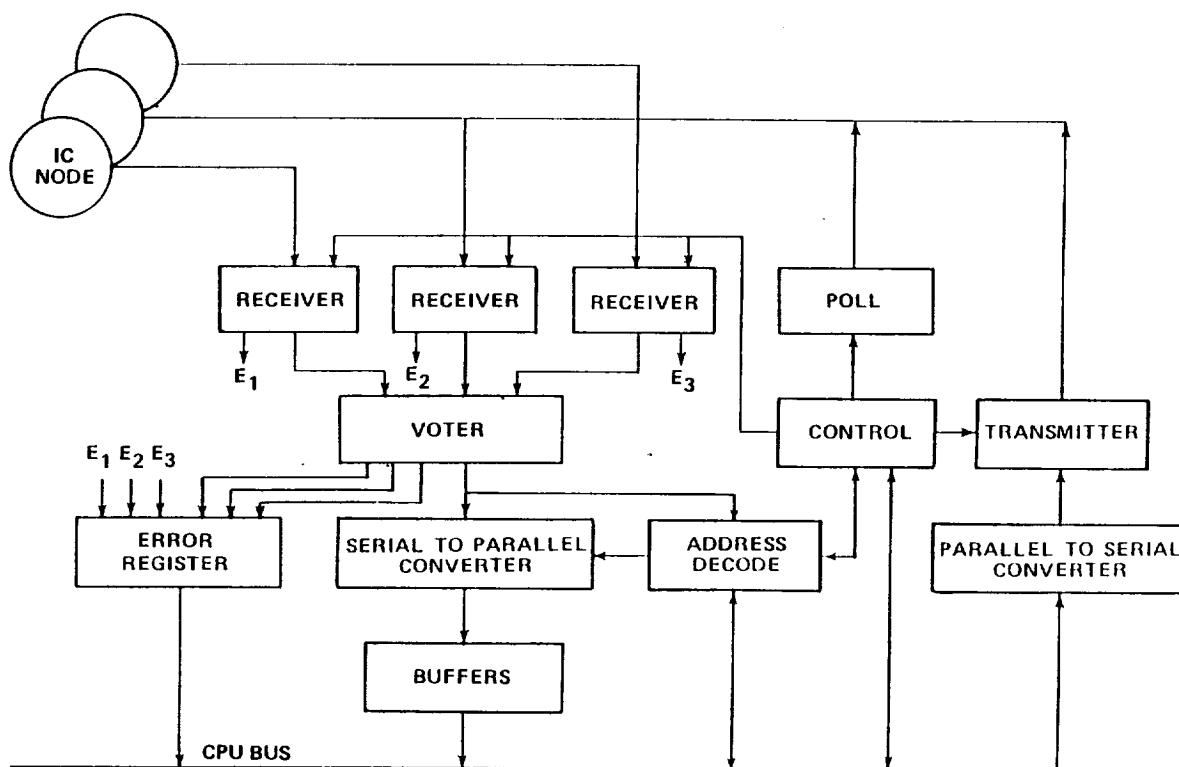 IC
NODE
RECEIVER
RECEIVER
RECEIVER
POLL
E1
E2
E3
VOTER
CONTROL
TRANSMITTER
E1 E2 E3
ERROR
REGISTER
SERIAL TO PARALLEL
CONVERTER
ADDRESS
DECODE
PARALLEL TO SERIAL
CONVERTER
BUFFERS
CPU BUS